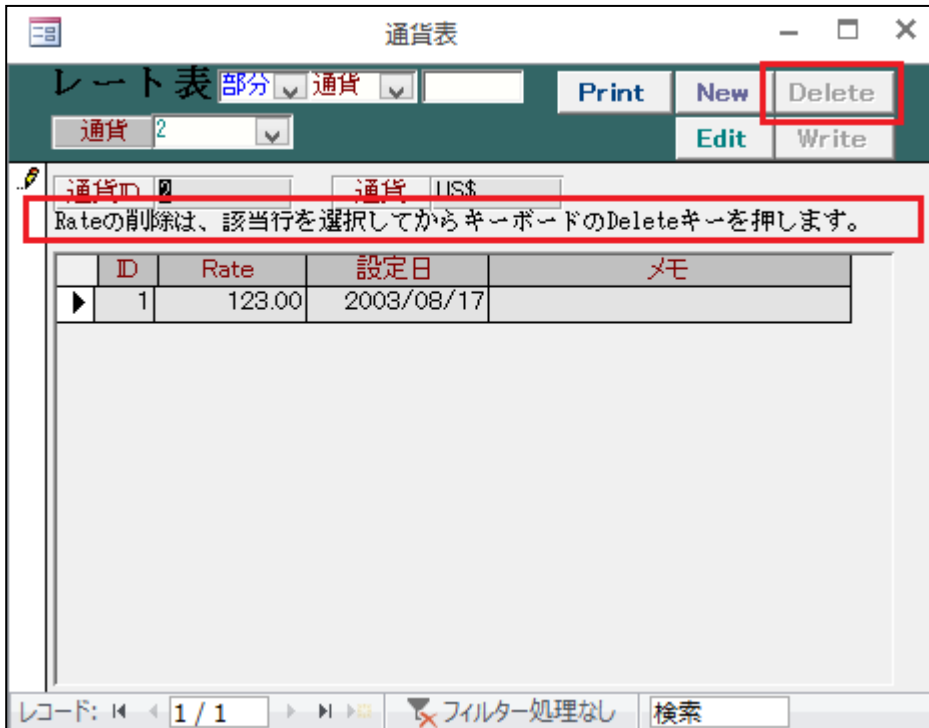 通貨表
レート表 部分 通貨 Print New Delete
通貨 2 Edit Write
通貨ID 2 通貨 US$
Rateの削除は、該当行を選択してからキーボードのDeleteキーを押します。
ID Rate 設定日 メモ
1 123.00 2003/08/17
レコード: 1 / 1 フィルター処理なし 検索